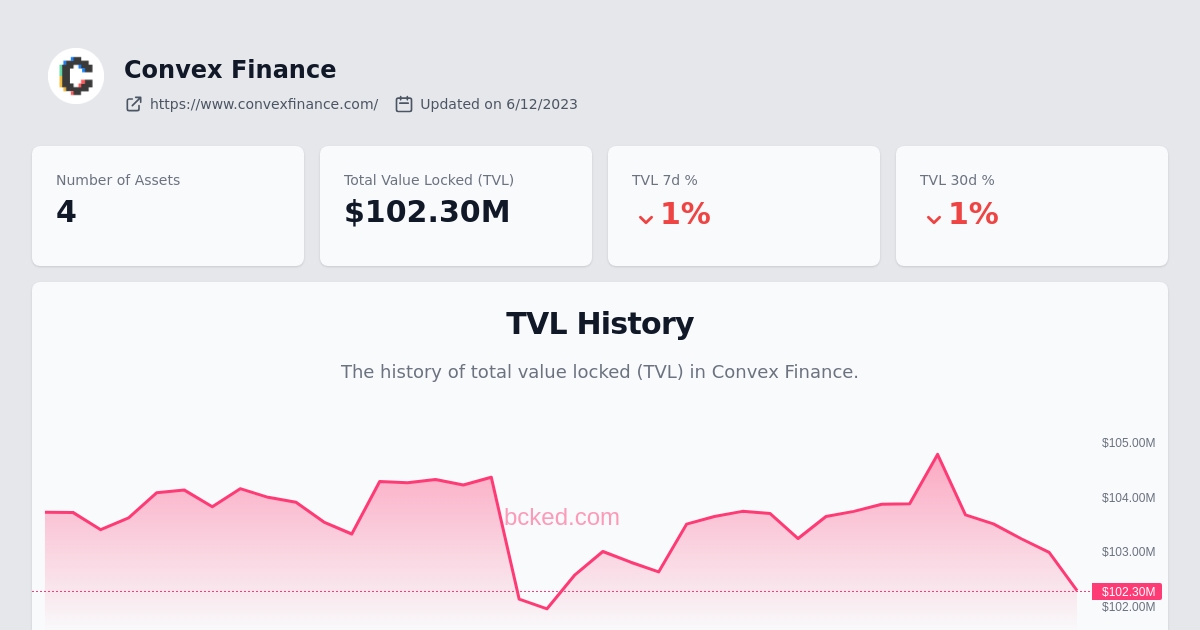 Convex Finance
https://www.convexfinance.com/ Updated on 6/12/2023
Number of Assets
4
Total Value Locked (TVL)
$102.30M
TVL 7d %
1%
TVL 30d %
1%
TVL History
The history of total value locked (TVL) in Convex Finance.
$105.00M
$104.00M
bcked.com
$103.00M
$102.30M
$102.00M